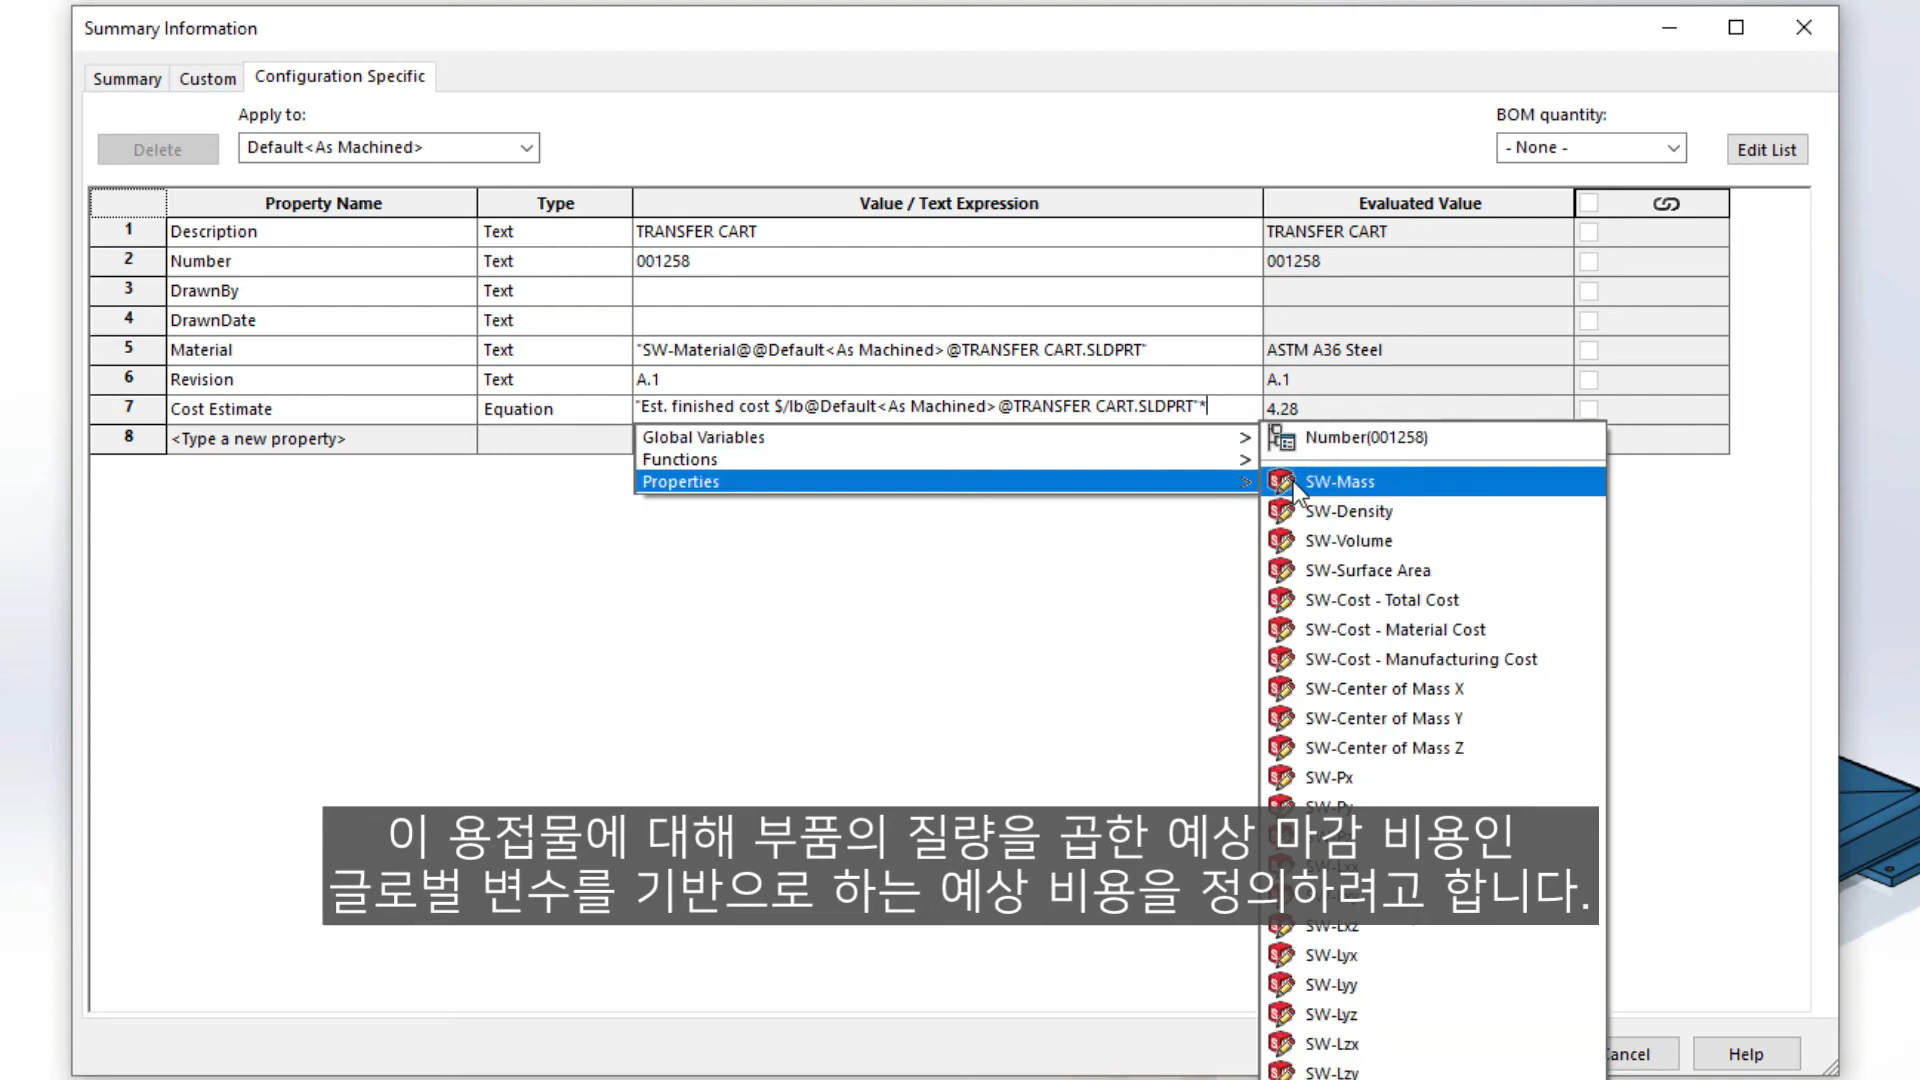 Summary Information
Summary Custom Configuration Specific
Apply to:
BOM quantity:
Delete Default<As Machined> - None - Edit List
Property Name Type Value / Text Expression Evaluated Value
1 Description Text TRANSFER CART TRANSFER CART
2 Number Text 001258 001258
3 DrawnBy Text
4 DrawnDate Text
5 Material Text "SW-Material@@Default<As Machined>@TRANSFER CART.SLDPRT" ASTM A36 Steel
6 Revision Text A.1 A.1
7 Cost Estimate Equation "Est. finished cost $/lb@Default<As Machined>@TRANSFER CART.SLDPRT"* 4.28
8 <Type a new property>
Global Variables >
Functions >
Properties >
Number(001258)
SW-Mass
SW-Density
SW-Volume
SW-Surface Area
SW-Cost - Total Cost
SW-Cost - Material Cost
SW-Cost - Manufacturing Cost
SW-Center of Mass X
SW-Center of Mass Y
SW-Center of Mass Z
SW-Px
SW-Py
이 용접물에 대해 부품의 질량을 곱한 예상 마감 비용인
글로벌 변수를 기반으로 하는 예상 비용을 정의하려고 합니다.
SW-Lxz
SW-Lyx
SW-Lyy
SW-Lyz
SW-Lzx
SW-Lzy
Cancel Help